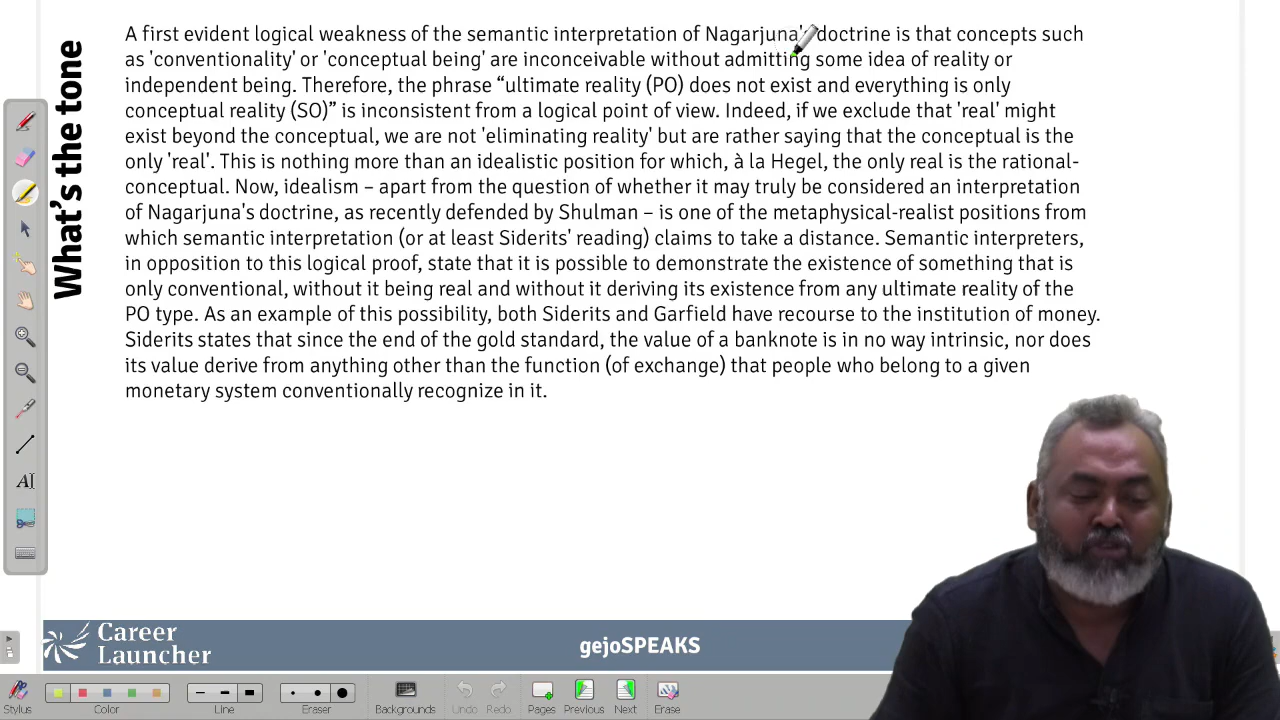 What's the tone
A first evident logical weakness of the semantic interpretation of Nagarjuna's doctrine is that concepts such
as 'conventionality' or 'conceptual being' are inconceivable without admitting some idea of reality or
independent being. Therefore, the phrase “ultimate reality (PO) does not exist and everything is only
conceptual reality (SO)” is inconsistent from a logical point of view. Indeed, if we exclude that 'real' might
exist beyond the conceptual, we are not 'eliminating reality' but are rather saying that the conceptual is the
only 'real'. This is nothing more than an idealistic position for which, à la Hegel, the only real is the rational-
conceptual. Now, idealism – apart from the question of whether it may truly be considered an interpretation
of Nagarjuna's doctrine, as recently defended by Shulman – is one of the metaphysical-realist positions from
which semantic interpretation (or at least Siderits' reading) claims to take a distance. Semantic interpreters,
in opposition to this logical proof, state that it is possible to demonstrate the existence of something that is
only conventional, without it being real and without it deriving its existence from any ultimate reality of the
PO type. As an example of this possibility, both Siderits and Garfield have recourse to the institution of money.
Siderits states that since the end of the gold standard, the value of a banknote is in no way intrinsic, nor does
its value derive from anything other than the function (of exchange) that people who belong to a given
monetary system conventionally recognize in it.
AI
Career
Launcher
gejoSPEAKS
Stylus Color Line Eraser Backgrounds Undo Redo Pages Previous Next Erase